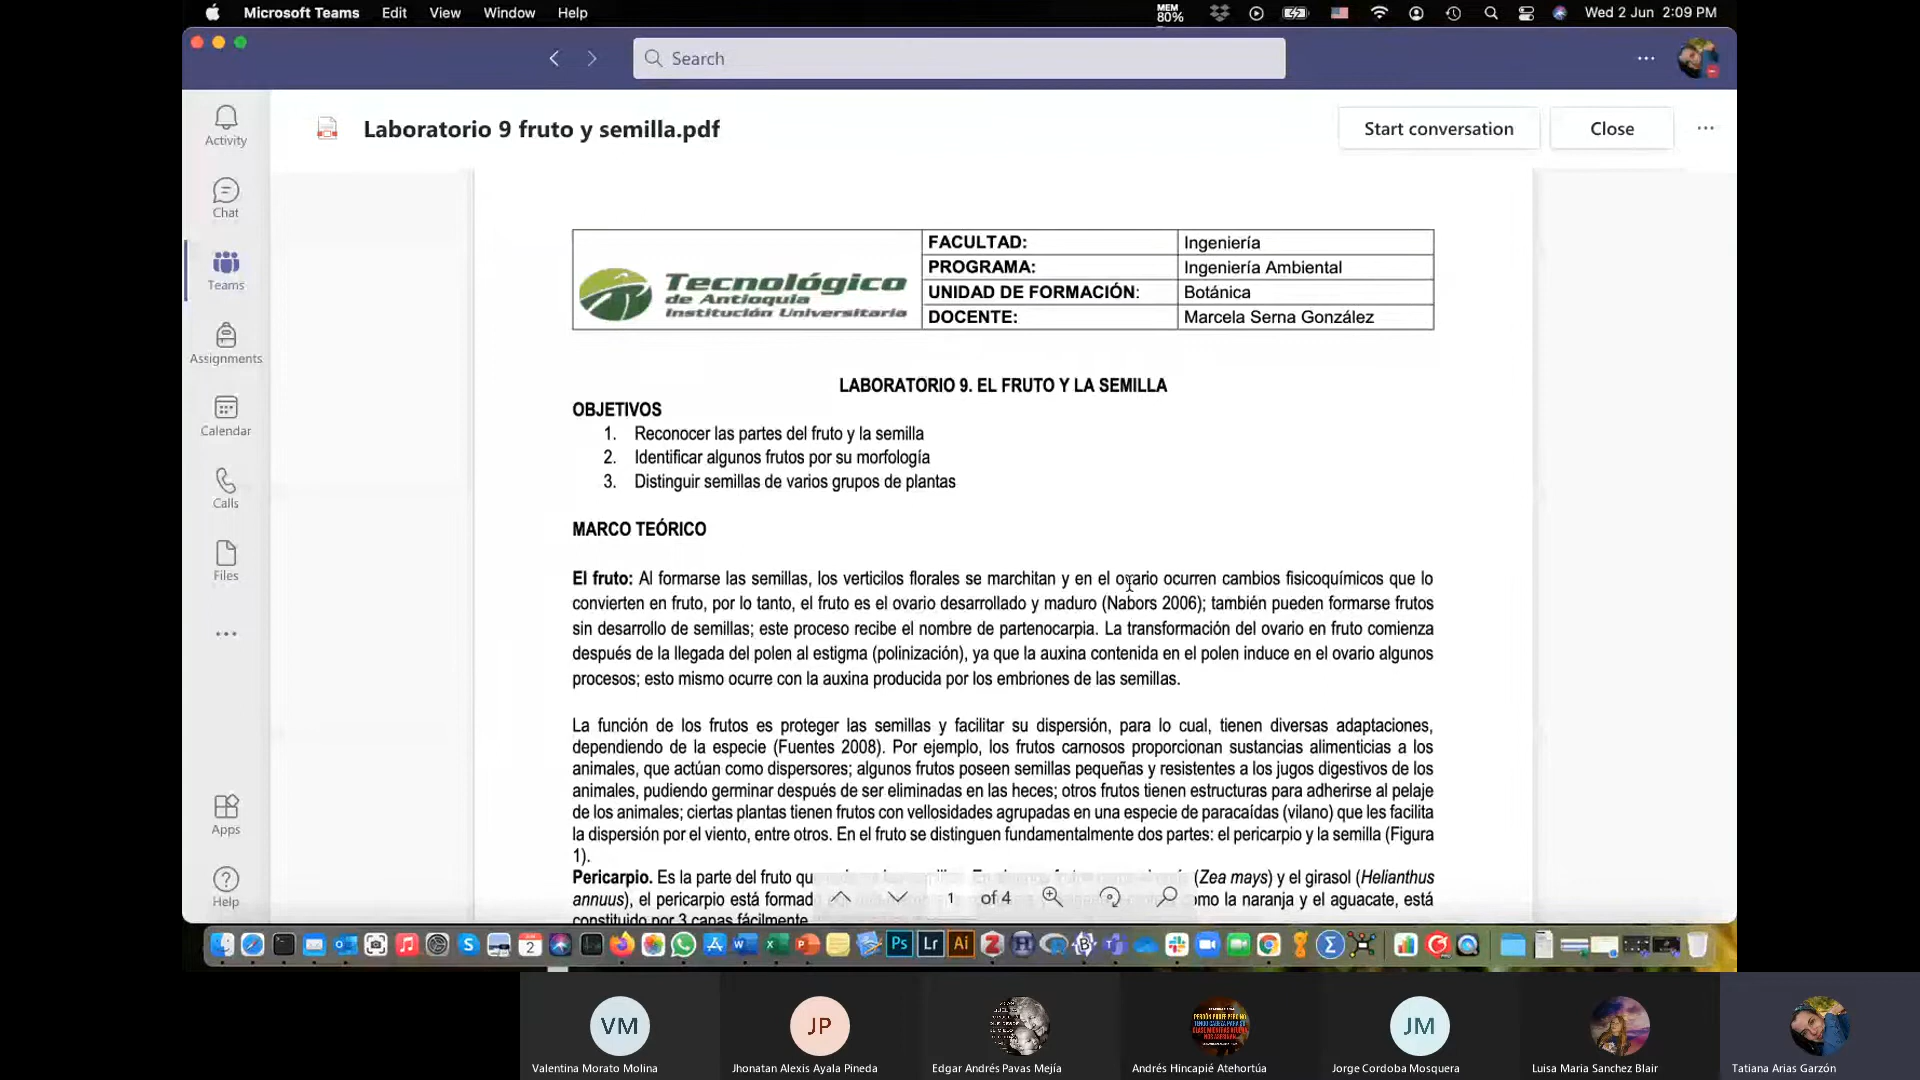 Microsoft Teams Edit View Window Help MEM 80% Wed 2 Jun 2:09 PM
Search
Activity
Chat
Teams
Assignments
Calendar
Calls
Files
Apps
Help
Laboratorio 9 fruto y semilla.pdf Start conversation Close
Tecnológico
de Antioquia
Institución Universitaria
FACULTAD: Ingeniería
PROGRAMA: Ingeniería Ambiental
UNIDAD DE FORMACIÓN: Botánica
DOCENTE: Marcela Serna González
LABORATORIO 9. EL FRUTO Y LA SEMILLA
OBJETIVOS
1. Reconocer las partes del fruto y la semilla
2. Identificar algunos frutos por su morfología
3. Distinguir semillas de varios grupos de plantas
MARCO TEÓRICO
El fruto: Al formarse las semillas, los verticilos florales se marchitan y en el ovario ocurren cambios fisicoquímicos que lo
convierten en fruto, por lo tanto, el fruto es el ovario desarrollado y maduro (Nabors 2006); también pueden formarse frutos
sin desarrollo de semillas; este proceso recibe el nombre de partenocarpia. La transformación del ovario en fruto comienza
después de la llegada del polen al estigma (polinización), ya que la auxina contenida en el polen induce en el ovario algunos
procesos; esto mismo ocurre con la auxina producida por los embriones de las semillas.
La función de los frutos es proteger las semillas y facilitar su dispersión, para lo cual, tienen diversas adaptaciones,
dependiendo de la especie (Fuentes 2008). Por ejemplo, los frutos carnosos proporcionan sustancias alimenticias a los
animales, que actúan como dispersores; algunos frutos poseen semillas pequeñas y resistentes a los jugos digestivos de los
animales, pudiendo germinar después de ser eliminadas en las heces; otros frutos tienen estructuras para adherirse al pelaje
de los animales; ciertas plantas tienen frutos con vellosidades agrupadas en una especie de paracaídas (vilano) que les facilita
la dispersión por el viento, entre otros. En el fruto se distinguen fundamentalmente dos partes: el pericarpio y la semilla (Figura
1).
Pericarpio. Es la parte del fruto (Zea mays) y el girasol (Helianthus
annuus), el pericarpio está la naranja y el aguacate, está
constituido por 3 capas fácilmente
1 of 4
2
Ps Lr Ai
VM JP JM
Valentina Morato Molina Jhonatan Alexis Ayala Pineda Edgar Andrés Pavas Mejía Andrés Hincapié Atehortúa Jorge Cordoba Mosquera Luisa Maria Sanchez Blair Tatiana Arias Garzón